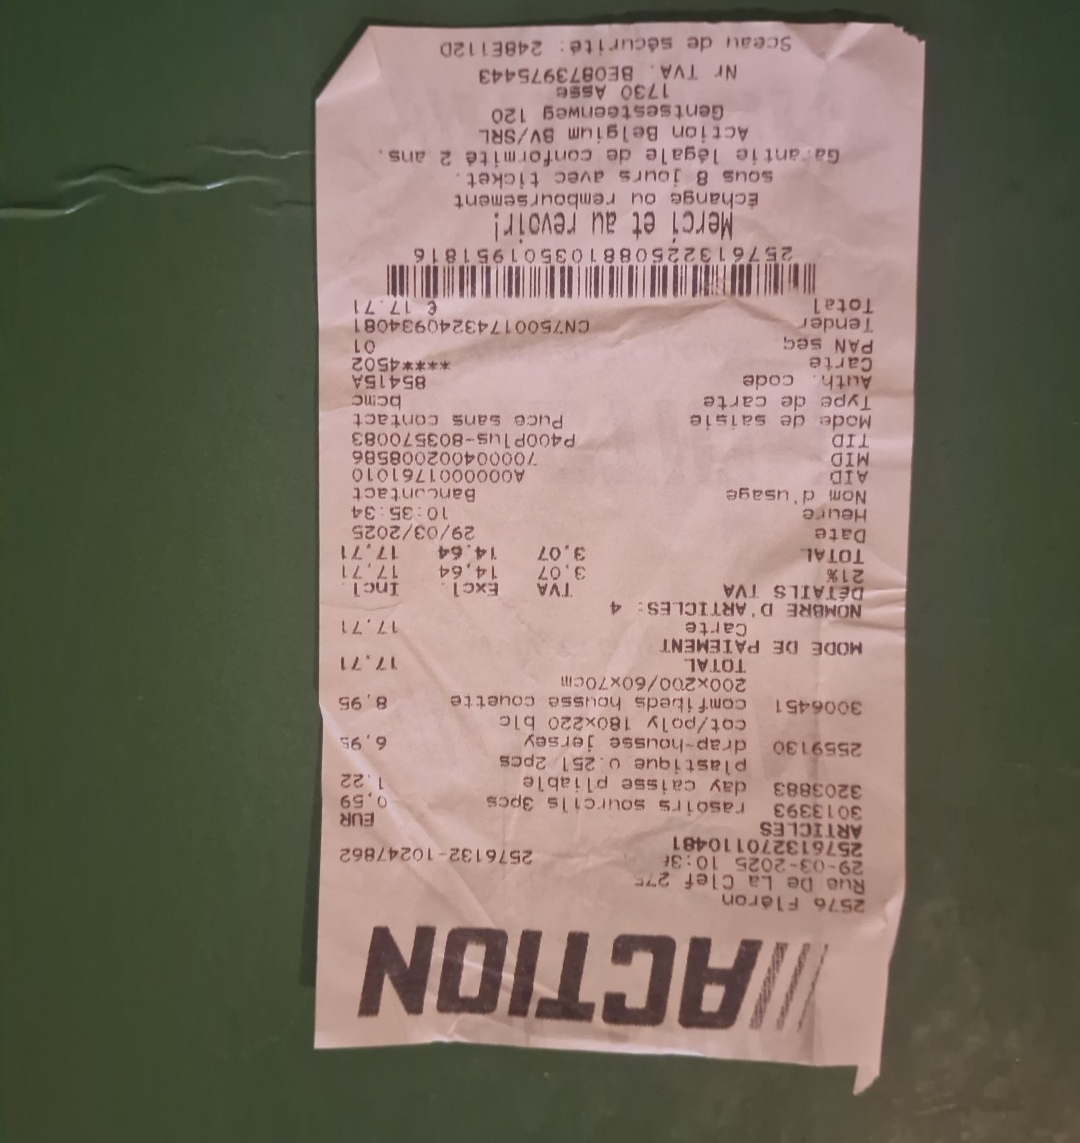 ACTION
2576 Fléron
Rue De La Clef 275
29-03-2025 10:3
257613270110481 2576132-10247862
ARTICLES EUR
3013393 rasoirs sourcils 3pcs 0,59
3203883 day caisse pliable 1.22
plastique 0.25l 2pcs
2559130 drap-housse jersey 6,95
cot/poly 180x220 blc
3006451 comfibeds housse couette 8,95
200x200/60x70cm
TOTAL 17,71
MODE DE PAIEMENT
Carte 17,71
NOMBRE D'ARTICLES: 4
DÉTAILS TVA TVA Excl. Incl.
21% 3,07 14,64 17,71
TOTAL 3,07 14,64 17,71
Date 29/03/2025
Heure 10:35:34
Nom d'usage Bancontact
AID A0000001761010
MID 700004002008586
TID P400Plus-803570083
Mode de saisie Puce sans contact
Type de carte bcmc
Auth. code 85415A
Carte *****4502
PAN seq 01
Tender CN750017432409934081
Total € 17.71
2576132250881035019518​16
Merci et au revoir!
Échange ou remboursement
sous 8 jours avec ticket.
Garantie légale de conformité 2 ans.
Action Belgium BV/SRL
Gentsesteenweg 120
1730 Asse
Nr TVA. BE0873975443
Sceau de sécurité: 248E112D